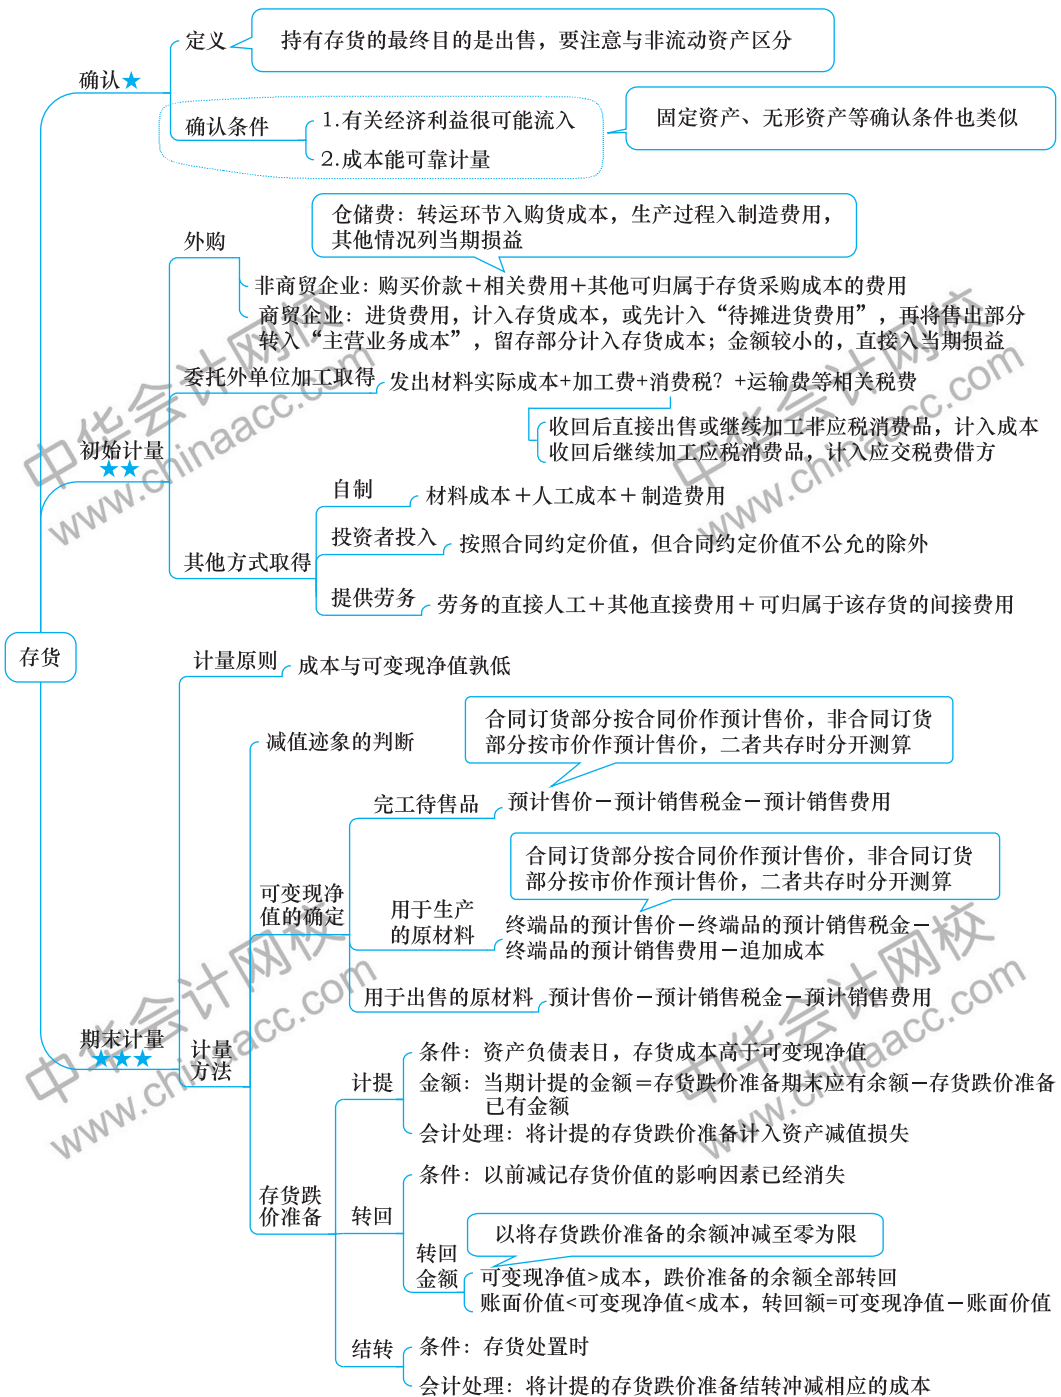 定义
持有存货的最终目的是出售，要注意与非流动资产区分
确认★
确认条件
1.有关经济利益很可能流入
2.成本能可靠计量
固定资产、无形资产等确认条件也类似
仓储费：转运环节入购货成本，生产过程入制造费用，
其他情况列当期损益
外购
非商贸企业：购买价款＋相关费用＋其他可归属于存货采购成本的费用
商贸企业：进货费用，计入存货成本，或先计入“待摊进货费用”，再将售出部分
转入“主营业务成本”，留存部分计入存货成本；金额较小的，直接入当期损益
委托外单位加工取得
发出材料实际成本+加工费+消费税？+运输费等相关税费
收回后直接出售或继续加工非应税消费品，计入成本
收回后继续加工应税消费品，计入应交税费借方
初始计量
★★
自制
材料成本＋人工成本＋制造费用
投资者投入
按照合同约定价值，但合同约定价值不公允的除外
其他方式取得
提供劳务
劳务的直接人工＋其他直接费用＋可归属于该存货的间接费用
存货
计量原则
成本与可变现净值孰低
合同订货部分按合同价作预计售价，非合同订货
部分按市价作预计售价，二者共存时分开测算
减值迹象的判断
完工待售品
预计售价－预计销售税金－预计销售费用
合同订货部分按合同价作预计售价，非合同订货
部分按市价作预计售价，二者共存时分开测算
可变现净
值的确定
用于生产
的原材料
终端品的预计售价－终端品的预计销售税金－
终端品的预计销售费用－追加成本
用于出售的原材料
预计售价－预计销售税金－预计销售费用
期末计量
★★★
计量
方法
计提
条件：资产负债表日，存货成本高于可变现净值
金额：当期计提的金额＝存货跌价准备期末应有余额－存货跌价准备
已有金额
会计处理：将计提的存货跌价准备计入资产减值损失
存货跌
价准备
转回
条件：以前减记存货价值的影响因素已经消失
以将存货跌价准备的余额冲减至零为限
转回
金额
可变现净值>成本，跌价准备的余额全部转回
账面价值<可变现净值<成本，转回额=可变现净值－账面价值
结转
条件：存货处置时
会计处理：将计提的存货跌价准备结转冲减相应的成本
中华会计网校
www.chinaacc.com
中华会计网校
www.chinaacc.com
中华会计网校
www.chinaacc.com
中华会计网校
www.chinaacc.com